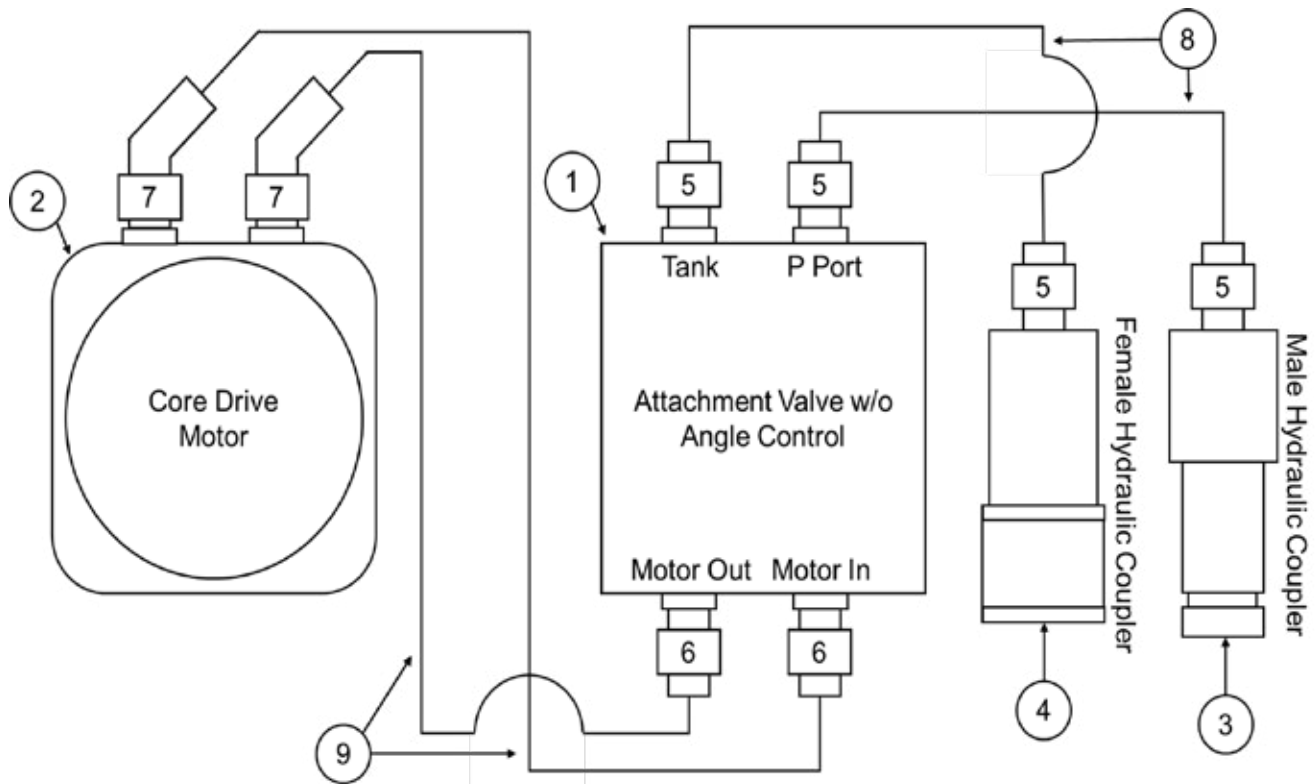 8
7
7
5
5
1
2
Tank
P Port
5
5
Female Hydraulic Coupler
Male Hydraulic Coupler
Core Drive
Motor
Attachment Valve w/o
Angle Control
Motor Out
Motor In
6
6
4
3
9